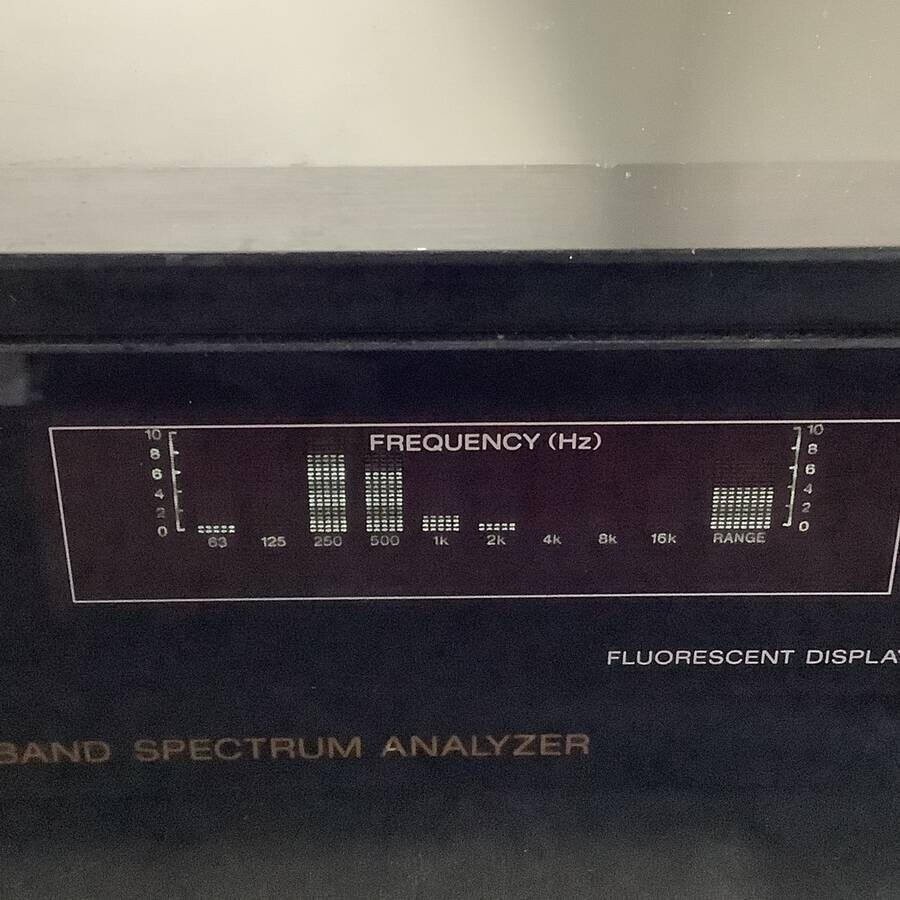 FREQUENCY (Hz)
10 10
8 8
6 6
4 4
2 2
0 0
63 125 250 500 1k 2k 4k 8k 16k RANGE
FLUORESCENT
BAND SPECTRUM ANALYZER